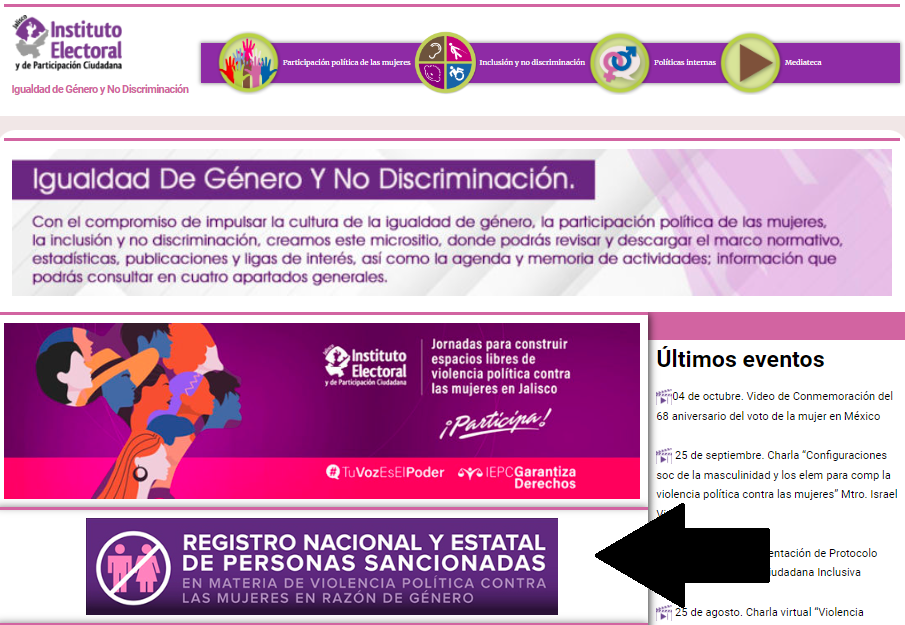 Jalisco
Instituto
Electoral
y de Participación Ciudadana
Igualdad de Género y No Discriminación
Participación política de las mujeres
Inclusión y no discriminación
Políticas internas
Mediateca
Igualdad De Género Y No Discriminación.
Con el compromiso de impulsar la cultura de la igualdad de género, la participación política de las mujeres,
la inclusión y no discriminación, creamos este micrositio, donde podrás revisar y descargar el marco normativo,
estadísticas, publicaciones y ligas de interés, así como la agenda y memoria de actividades; información que
podrás consultar en cuatro apartados generales.
Instituto
Electoral
y de Participación Ciudadana
Jornadas para construir
espacios libres de
violencia política contra
las mujeres en Jalisco
¡Participa!
#TuVozEsElPoder
IEPCGarantiza
Derechos
REGISTRO NACIONAL Y ESTATAL
DE PERSONAS SANCIONADAS
EN MATERIA DE VIOLENCIA POLÍTICA CONTRA
LAS MUJERES EN RAZÓN DE GÉNERO
Últimos eventos
04 de octubre. Video de Conmemoración del
68 aniversario del voto de la mujer en México
25 de septiembre. Charla “Configuraciones
soc de la masculinidad y los elem para comp la
violencia política contra las mujeres” Mtro. Israel
entación de Protocolo
iudadana Inclusiva
25 de agosto. Charla virtual “Violencia